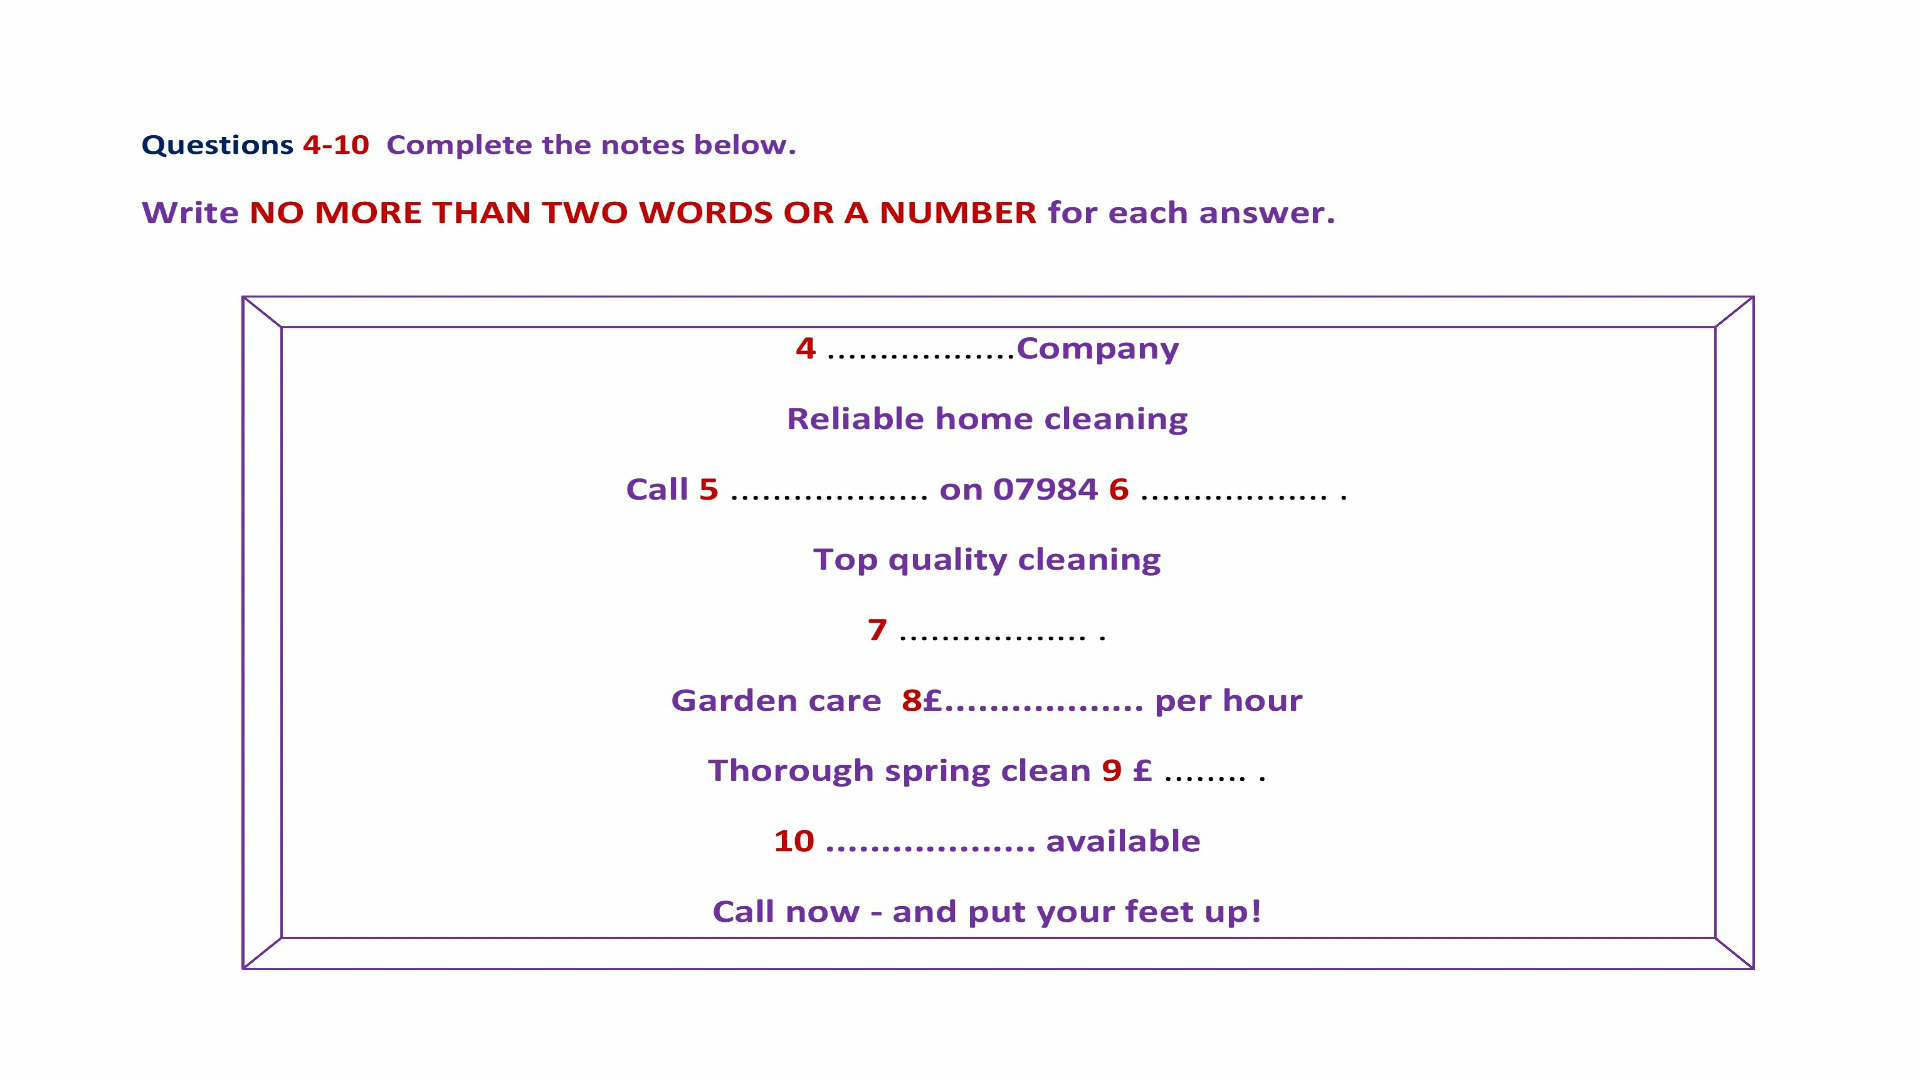 Questions 4-10 Complete the notes below.
Write NO MORE THAN TWO WORDS OR A NUMBER for each answer.
4 ..................Company
Reliable home cleaning
Call 5 ................... on 07984 6 .................. .
Top quality cleaning
7 .................. .
Garden care 8£.................. per hour
Thorough spring clean 9 £ ........ .
10 ................... available
Call now - and put your feet up!